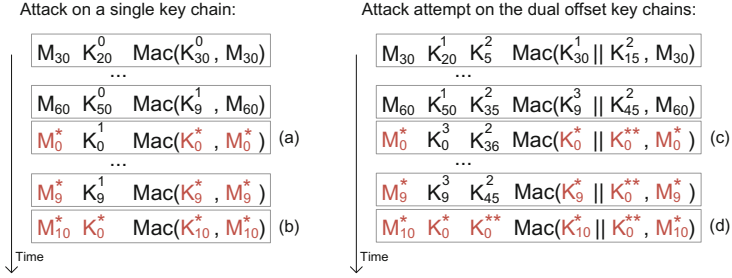 Attack on a single key chain:
M₃₀ K⁰₂₀ Mac(K⁰₃₀ , M₃₀)
...
M₆₀ K⁰₅₀ Mac(K¹₉ , M₆₀)
M*₀ K¹₀ Mac(K*₀ , M*₀) (a)
...
M*₉ K¹₉ Mac(K*₉ , M*₉)
M*₁₀ K*₀ Mac(K*₁₀ , M*₁₀) (b)
Time
Attack attempt on the dual offset key chains:
M₃₀ K¹₂₀ K²₅ Mac(K¹₃₀ || K²₁₅ , M₃₀)
...
M₆₀ K¹₅₀ K²₃₅ Mac(K³₉ || K²₄₅ , M₆₀)
M*₀ K³₀ K²₃₆ Mac(K*₀ || K**₀ , M*₀) (c)
...
M*₉ K³₉ K²₄₅ Mac(K*₉ || K**₀ , M*₉)
M*₁₀ K*₀ K**₀ Mac(K*₁₀ || K**₀ , M*₁₀) (d)
Time